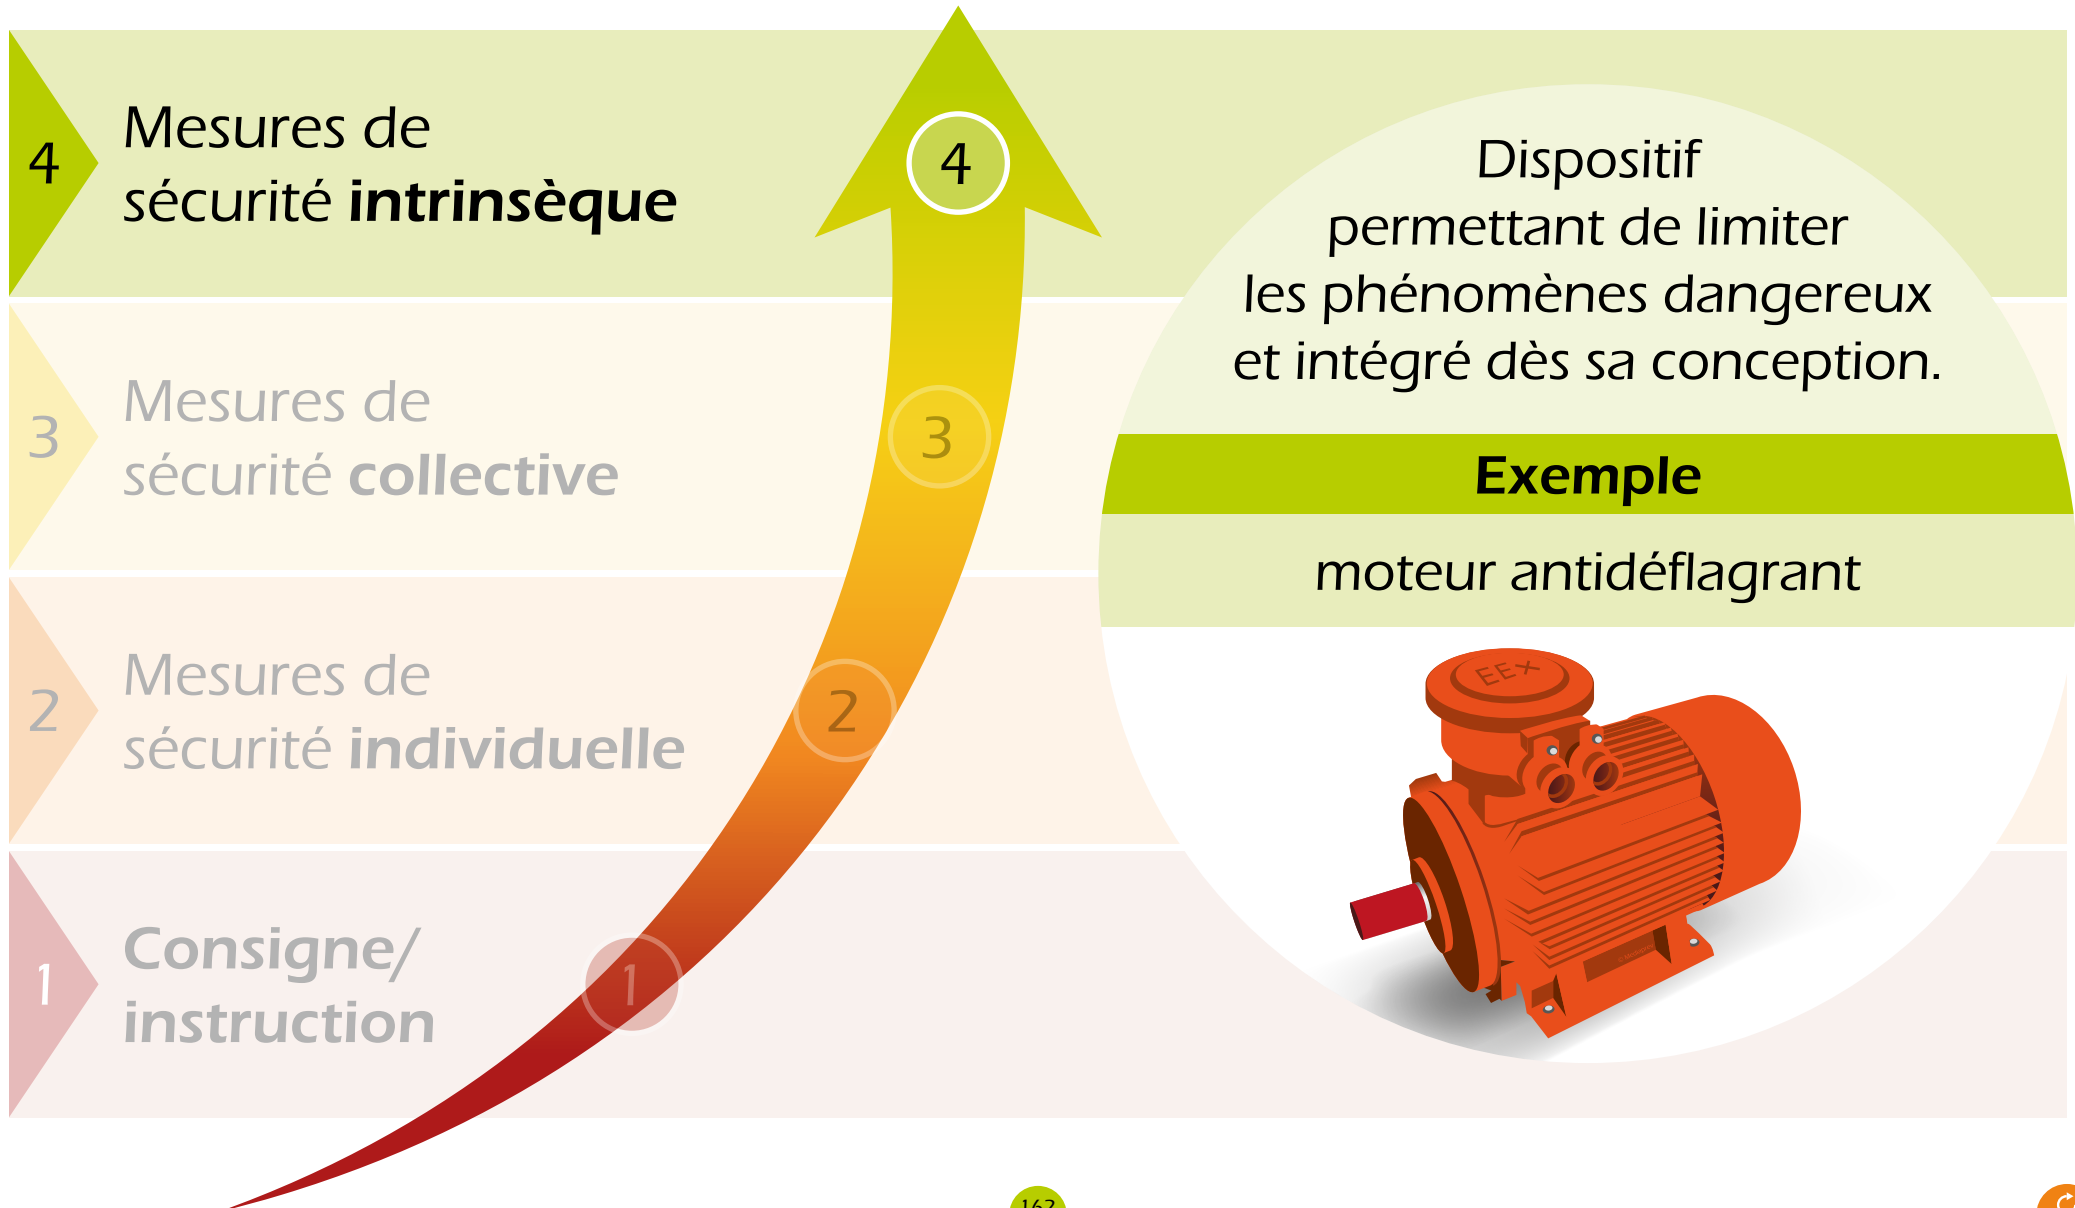 4
Mesures de
sécurité intrinsèque
4
3
Mesures de
sécurité collective
3
2
Mesures de
sécurité individuelle
2
1
Consigne/
instruction
1
Dispositif
permettant de limiter
les phénomènes dangereux
et intégré dès sa conception.
Exemple
moteur antidéflagrant
EEX